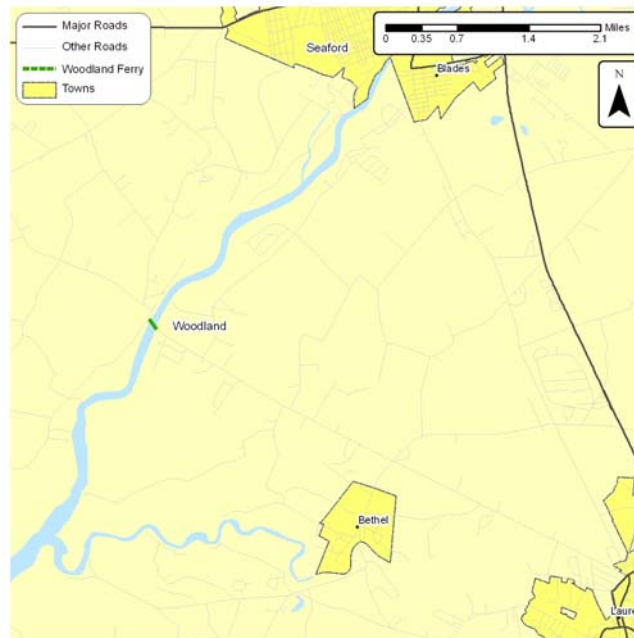 Major Roads
Other Roads
Woodland Ferry
Towns
Seaford
Miles
0 0.35 0.7 1.4 2.1
Blades
N
Woodland
Bethel
Laure